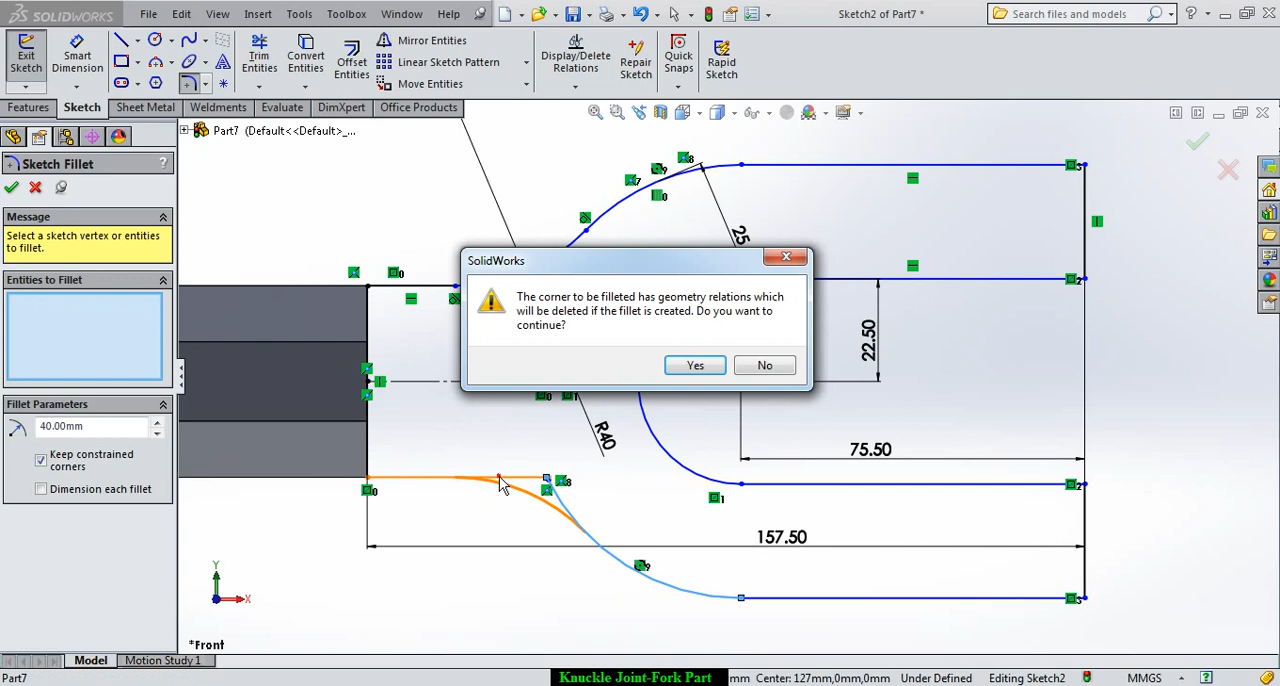 SOLIDWORKS File Edit View Insert Tools Toolbox Window Help Sketch2 of Part7 Search files and models
Exit Sketch
Smart Dimension
Trim Entities
Convert Entities
Offset Entities
Mirror Entities
Linear Sketch Pattern
Move Entities
Display/Delete Relations
Repair Sketch
Quick Snaps
Rapid Sketch
Features Sketch Sheet Metal Weldments Evaluate DimXpert Office Products
Part7 (Default<<Default>_...
Sketch Fillet ?
Message
Select a sketch vertex or entities
to fillet.
Entities to Fillet
Fillet Parameters
40.00mm
Keep constrained
corners
Dimension each fillet
25
22.50
R40
75.50
157.50
SolidWorks
The corner to be filleted has geometry relations which
will be deleted if the fillet is created. Do you want to
continue?
Yes No
Y
X
*Front
Model Motion Study 1
Part7 Knuckle Joint-Fork Part mm Center: 127mm,0mm,0mm Under Defined Editing Sketch2 MMGS